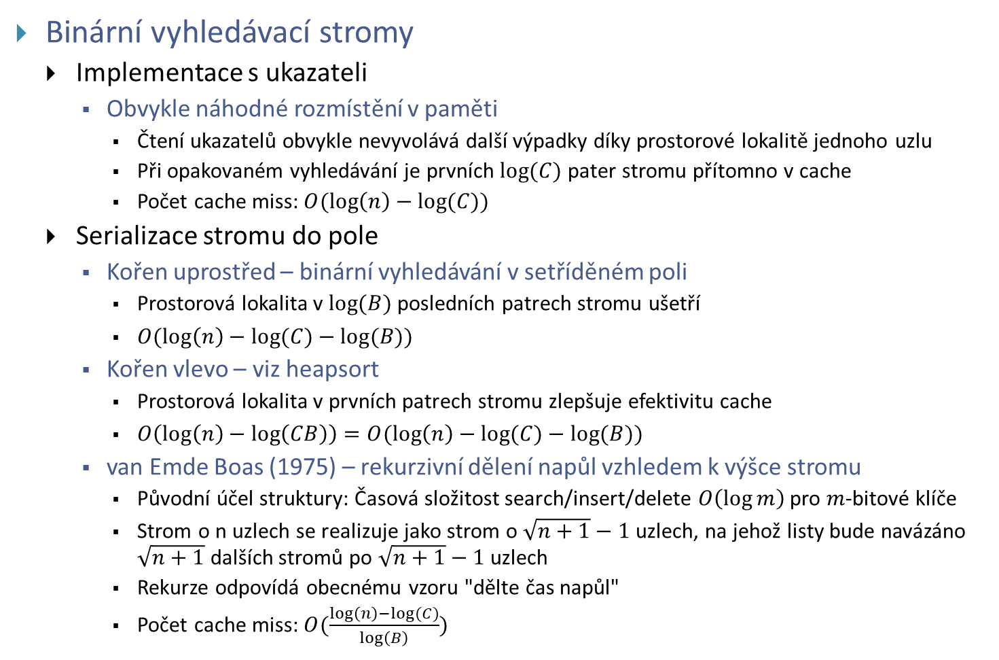 Binární vyhledávací stromy
Implementace s ukazateli
Obvykle náhodné rozmístění v paměti
Čtení ukazatelů obvykle nevyvolává další výpadky díky prostorové lokalitě jednoho uzlu
Při opakovaném vyhledávání je prvních log(C) pater stromu přítomno v cache
Počet cache miss: O(log(n) − log(C))
Serializace stromu do pole
Kořen uprostřed – binární vyhledávání v setříděném poli
Prostorová lokalita v log(B) posledních patrech stromu ušetří
O(log(n) − log(C) − log(B))
Kořen vlevo – viz heapsort
Prostorová lokalita v prvních patrech stromu zlepšuje efektivitu cache
O(log(n) − log(CB)) = O(log(n) − log(C) − log(B))
van Emde Boas (1975) – rekurzivní dělení napůl vzhledem k výšce stromu
Původní účel struktury: Časová složitost search/insert/delete O(log m) pro m-bitové klíče
Strom o n uzlech se realizuje jako strom o √(n + 1) − 1 uzlech, na jehož listy bude navázáno
√(n + 1) dalších stromů po √(n + 1) − 1 uzlech
Rekurze odpovídá obecnému vzoru "dělte čas napůl"
Počet cache miss: O((log(n)−log(C))/log(B))